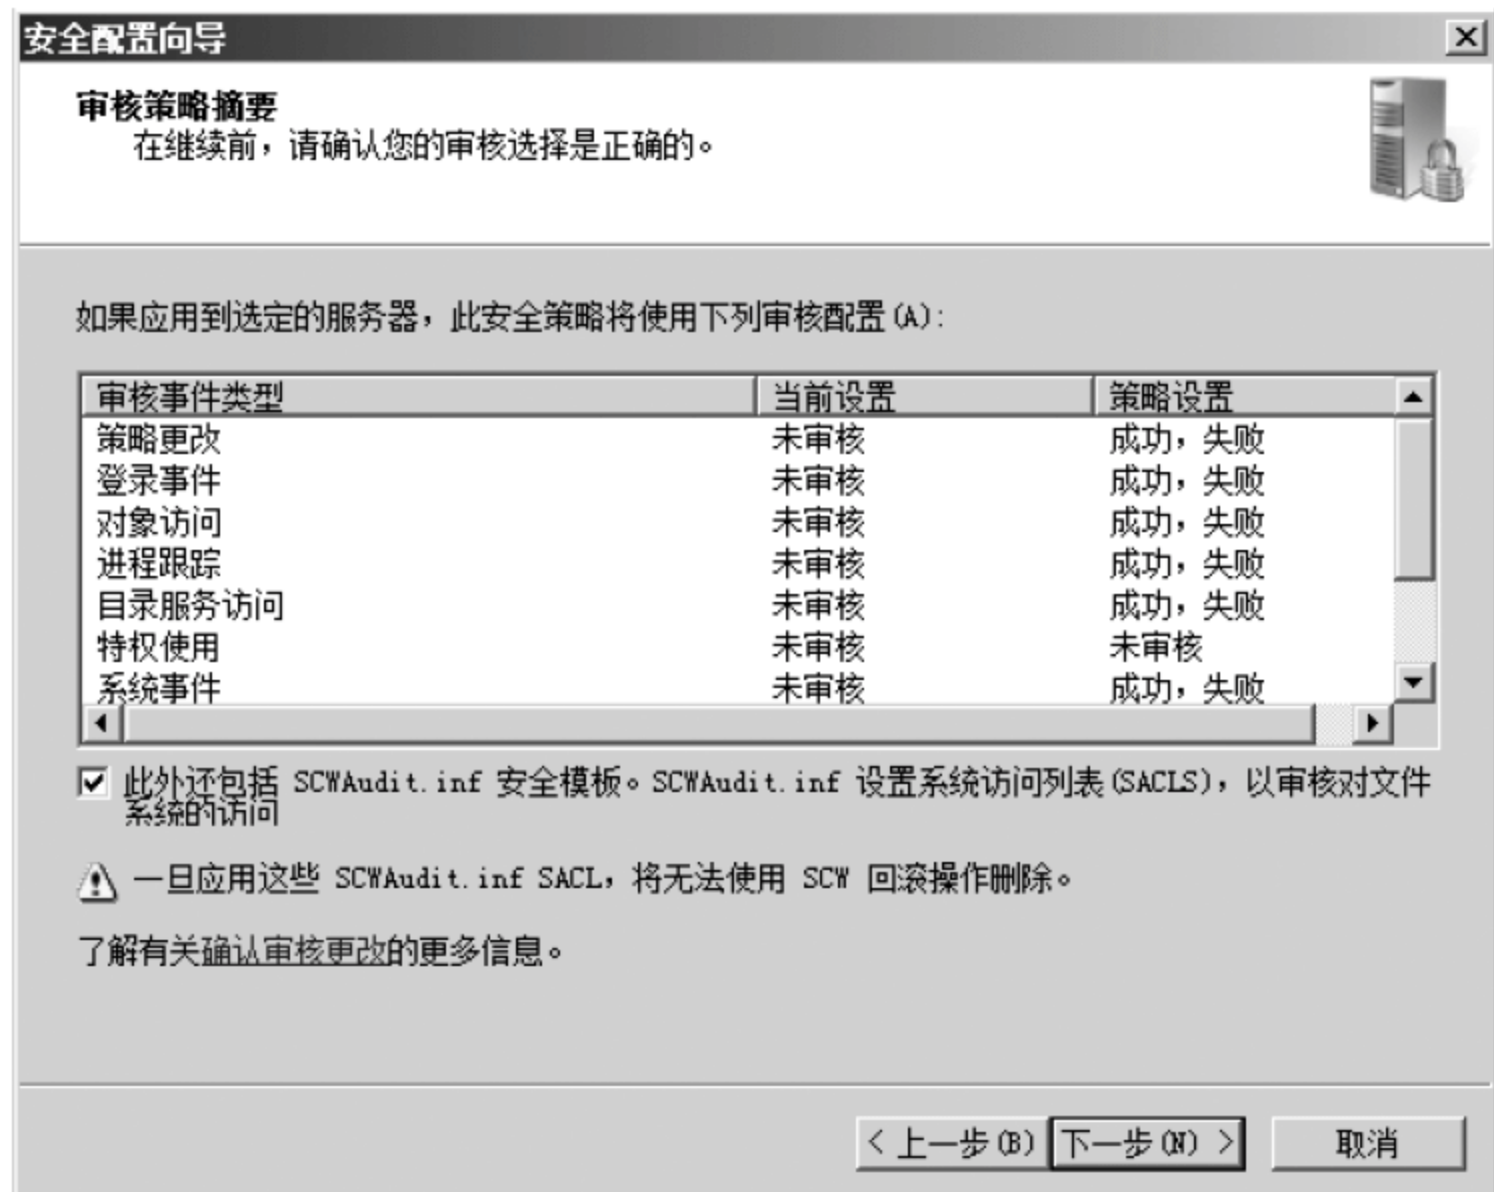 安全配置向导
审核策略摘要
在继续前，请确认您的审核选择是正确的。
如果应用到选定的服务器，此安全策略将使用下列审核配置(A):
审核事件类型 当前设置 策略设置
策略更改 未审核 成功，失败
登录事件 未审核 成功，失败
对象访问 未审核 成功，失败
进程跟踪 未审核 成功，失败
目录服务访问 未审核 成功，失败
特权使用 未审核 未审核
系统事件 未审核 成功，失败
此外还包括 SCWAudit.inf 安全模板。SCWAudit.inf 设置系统访问列表(SACLS)，以审核对文件
系统的访问
一旦应用这些 SCWAudit.inf SACL，将无法使用 SCW 回滚操作删除。
了解有关确认审核更改的更多信息。
< 上一步(B) 下一步(N) > 取消